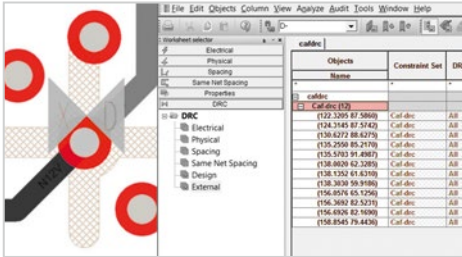 X D
N12V
File Edit Objects Column View Analyze Audit Tools Window Help
D-
Worksheet selector
Electrical
Physical
Spacing
Same Net Spacing
Properties
DRC
DRC
Electrical
Physical
Spacing
Same Net Spacing
Design
External
cafdrc
Objects Constraint Set DR
Name
* * *
cafdrc
Caf-drc (12)
(122.3205 87.5060) Caf-drc All
(124.3145 87.5742) Caf-drc All
(130.6272 88.6275) Caf-drc All
(135.2550 85.2170) Caf-drc All
(135.5703 91.4987) Caf-drc All
(138.0020 62.3285) Caf-drc All
(138.1352 61.6310) Caf-drc All
(138.3030 59.9186) Caf-drc All
(156.0576 65.1256) Caf-drc All
(156.3692 82.5231) Caf-drc All
(156.6926 82.1690) Caf-drc All
(158.8545 79.4436) Caf-drc All